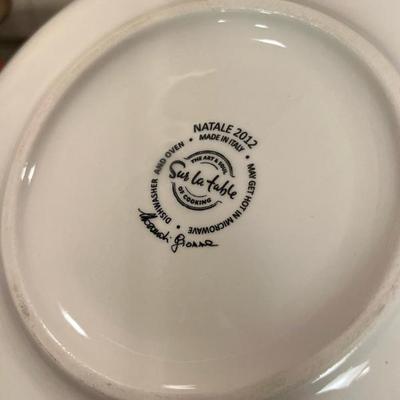 NATALE 2012
MADE IN ITALY • MAY GET HOT IN MICROWAVE • DISHWASHER AND OVEN •
THE ART & SOUL
Sur la table
OF COOKING